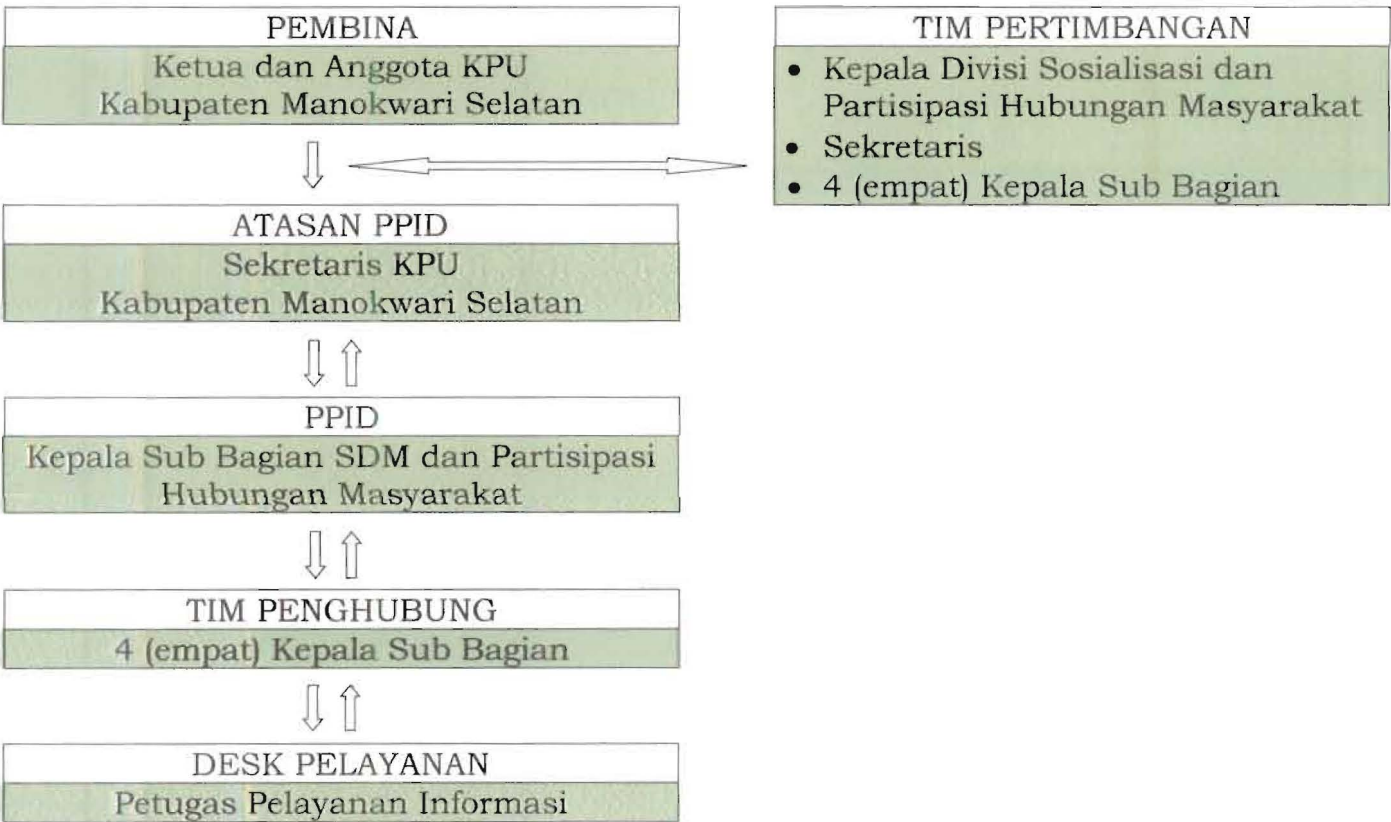 PEMBINA
Ketua dan Anggota KPU
Kabupaten Manokwari Selatan
TIM PERTIMBANGAN
• Kepala Divisi Sosialisasi dan
Partisipasi Hubungan Masyarakat
• Sekretaris
• 4 (empat) Kepala Sub Bagian
ATASAN PPID
Sekretaris KPU
Kabupaten Manokwari Selatan
PPID
Kepala Sub Bagian SDM dan Partisipasi
Hubungan Masyarakat
TIM PENGHUBUNG
4 (empat) Kepala Sub Bagian
DESK PELAYANAN
Petugas Pelayanan Informasi